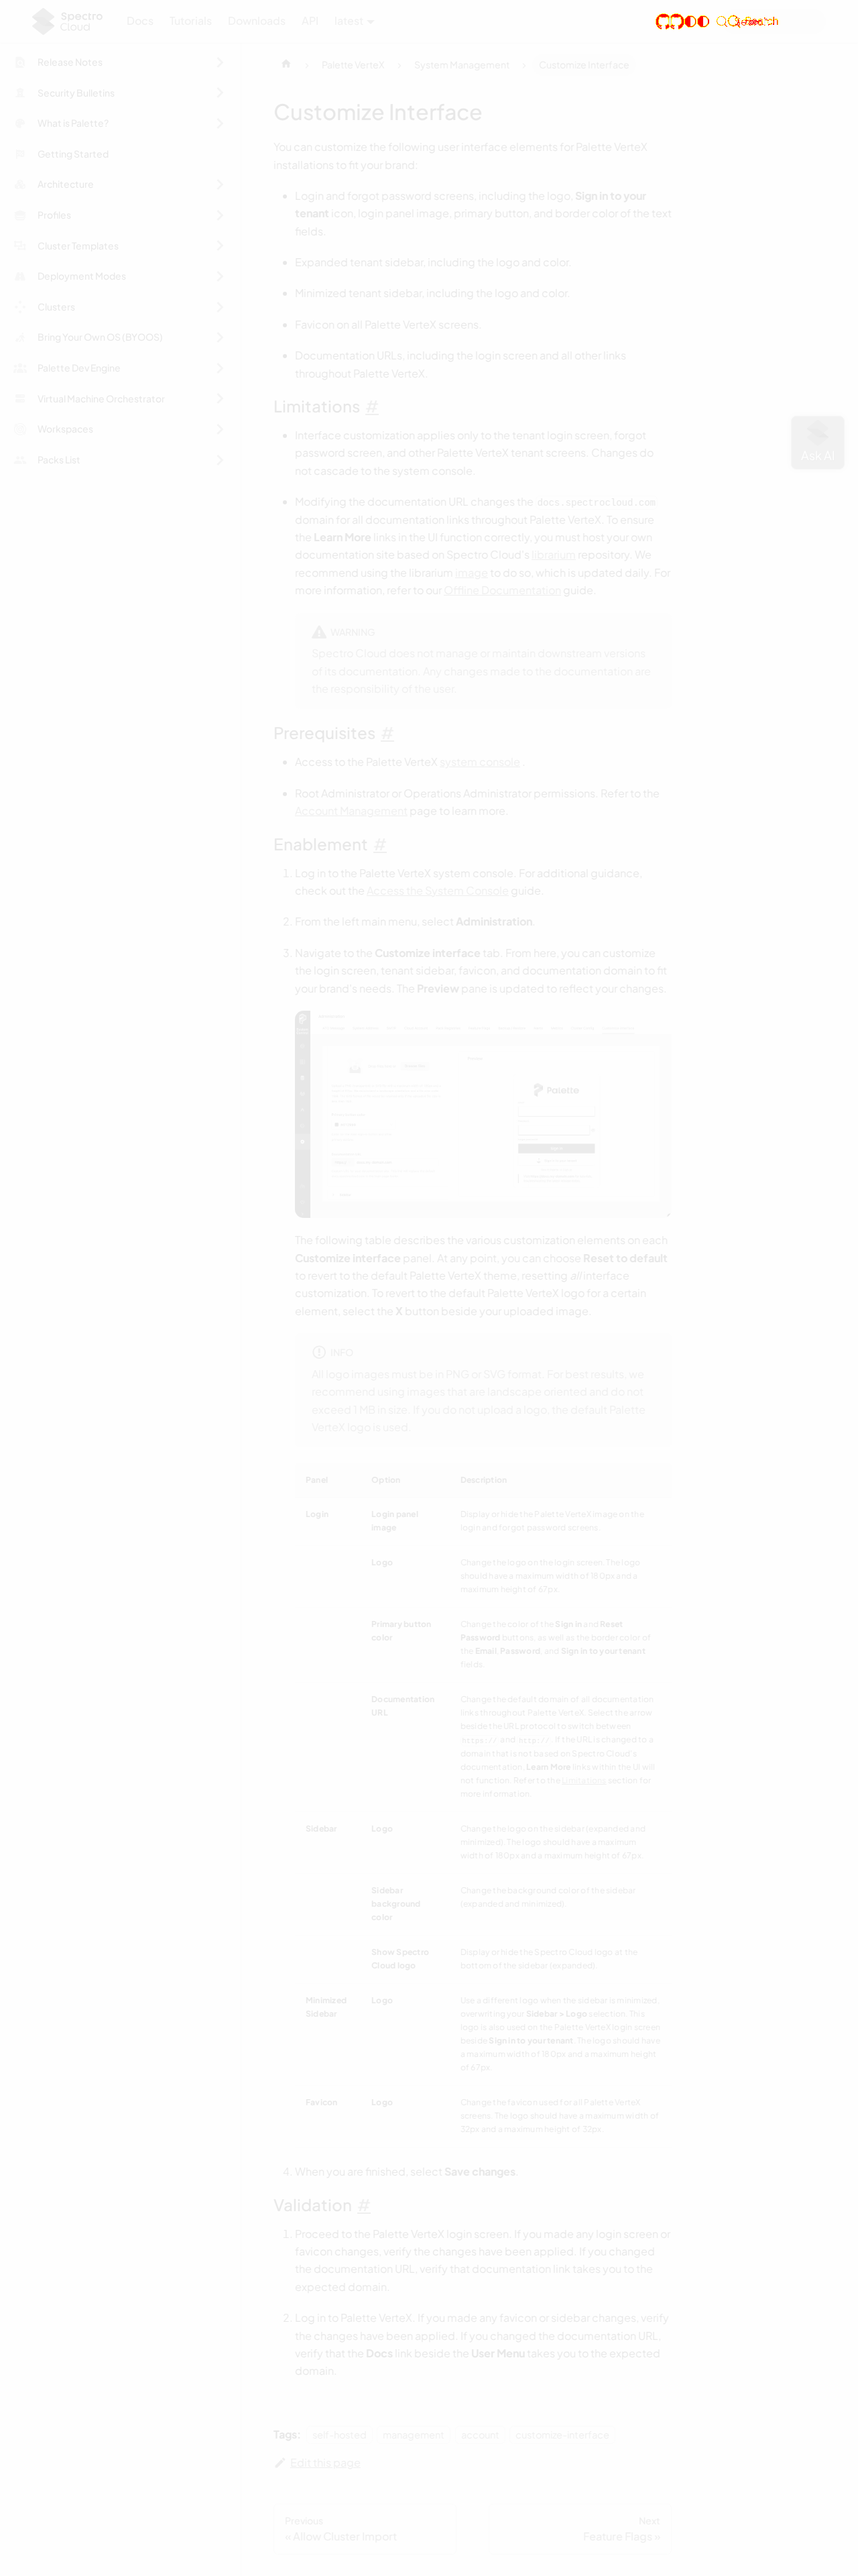 Spectro Cloud
Docs Tutorials Downloads API latest
Release Notes
Security Bulletins
What is Palette?
Getting Started
Architecture
Profiles
Cluster Templates
Deployment Modes
Clusters
Bring Your Own OS (BYOOS)
Palette Dev Engine
Virtual Machine Orchestrator
Workspaces
Packs List
Palette VerteX › System Management › Customize Interface
Customize Interface
You can customize the following user interface elements for Palette VerteX
installations to fit your brand:
Login and forgot password screens, including the logo, Sign in to your
tenant icon, login panel image, primary button, and border color of the text
fields.
Expanded tenant sidebar, including the logo and color.
Minimized tenant sidebar, including the logo and color.
Favicon on all Palette VerteX screens.
Documentation URLs, including the login screen and all other links
throughout Palette VerteX.
Limitations #
Interface customization applies only to the tenant login screen, forgot
password screen, and other Palette VerteX tenant screens. Changes do
not cascade to the system console.
Modifying the documentation URL changes the docs.spectrocloud.com
domain for all documentation links throughout Palette VerteX. To ensure
the Learn More links in the UI function correctly, you must host your own
documentation site based on Spectro Cloud's librarium repository. We
recommend using the librarium image to do so, which is updated daily. For
more information, refer to our Offline Documentation guide.
WARNING
Spectro Cloud does not manage or maintain downstream versions
of its documentation. Any changes made to the documentation are
the responsibility of the user.
Prerequisites #
Access to the Palette VerteX system console.
Root Administrator or Operations Administrator permissions. Refer to the
Account Management page to learn more.
Enablement #
1. Log in to the Palette VerteX system console. For additional guidance,
check out the Access the System Console guide.
2. From the left main menu, select Administration.
3. Navigate to the Customize interface tab. From here, you can customize
the login screen, tenant sidebar, favicon, and documentation domain to fit
your brand's needs. The Preview pane is updated to reflect your changes.
Palette
The following table describes the various customization elements on each
Customize interface panel. At any point, you can choose Reset to default
to revert to the default Palette VerteX theme, resetting all interface
customization. To revert to the default Palette VerteX logo for a certain
element, select the X button beside your uploaded image.
INFO
All logo images must be in PNG or SVG format. For best results, we
recommend using images that are landscape oriented and do not
exceed 1 MB in size. If you do not upload a logo, the default Palette
VerteX logo is used.
Panel Option Description
Login Login panel image Display or hide the Palette VerteX image on the
login and forgot password screens.
Logo Change the logo on the login screen. The logo
should have a maximum width of 180px and a
maximum height of 67px.
Primary button color Change the color of the Sign in and Reset
Password buttons, as well as the border color of
the Email, Password, and Sign in to your tenant
fields.
Documentation URL Change the default domain of all documentation
links throughout Palette VerteX. Select the arrow
beside the URL protocol to switch between
https:// and http://. If the URL is changed to a
domain that is not based on Spectro Cloud's
documentation, Learn More links within the UI will
not function. Refer to the Limitations section for
more information.
Sidebar Logo Change the logo on the sidebar (expanded and
minimized). The logo should have a maximum
width of 180px and a maximum height of 67px.
Sidebar background color Change the background color of the sidebar
(expanded and minimized).
Show Spectro Cloud logo Display or hide the Spectro Cloud logo at the
bottom of the sidebar (expanded).
Minimized Sidebar Logo Use a different logo when the sidebar is minimized,
overwriting your Sidebar > Logo selection. This
logo is also used on the Palette VerteX login screen
beside Sign in to your tenant. The logo should have
a maximum width of 180px and a maximum height
of 67px.
Favicon Logo Change the favicon used for all Palette VerteX
screens. The logo should have a maximum width of
32px and a maximum height of 32px.
4. When you are finished, select Save changes.
Validation #
1. Proceed to the Palette VerteX login screen. If you made any login screen or
favicon changes, verify the changes have been applied. If you changed
the documentation URL, verify that documentation link takes you to the
expected domain.
2. Log in to Palette VerteX. If you made any favicon or sidebar changes, verify
the changes have been applied. If you changed the documentation URL,
verify that the Docs link beside the User Menu takes you to the expected
domain.
Tags: self-hosted management account customize-interface
Edit this page
Previous
« Allow Cluster Import
Next
Feature Flags »
Ask AI